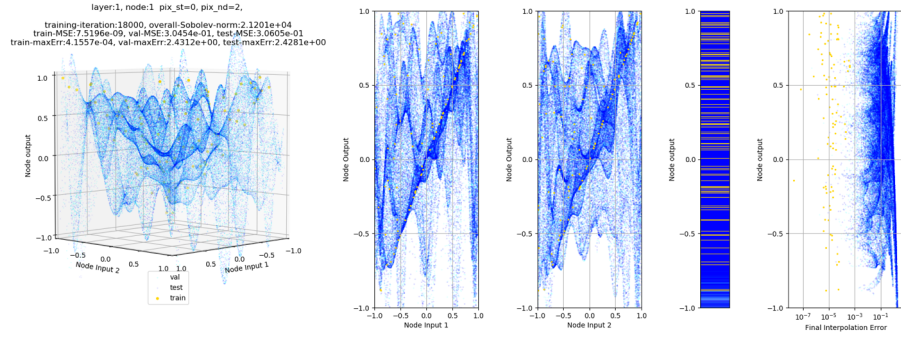 layer:1, node:1 pix_st=0, pix_nd=2,
training-iteration:18000, overall-Sobolev-norm:2.1201e+04
train-MSE:7.5196e-09, val-MSE:3.0454e-01, test-MSE:3.0605e-01
train-maxErr:4.1557e-04, val-maxErr:2.4312e+00, test-maxErr:2.4281e+00
1.0
0.5
0.0
−0.5
−1.0
Node output
−1.0
−0.5
0.0
0.5
1.0
Node Input 2
1.0
0.5
0.0
−0.5
−1.0
Node Input 1
val
test
train
1.0
0.5
0.0
−0.5
−1.0
Node Output
−1.0 −0.5 0.0 0.5 1.0
Node Input 1
1.0
0.5
0.0
−0.5
−1.0
Node Output
−1.0 −0.5 0.0 0.5 1.0
Node Input 2
1.0
0.5
0.0
−0.5
−1.0
Node output
1.0
0.5
0.0
−0.5
−1.0
Node output
10−7 10−5 10−3 10−1
Final Interpolation Error